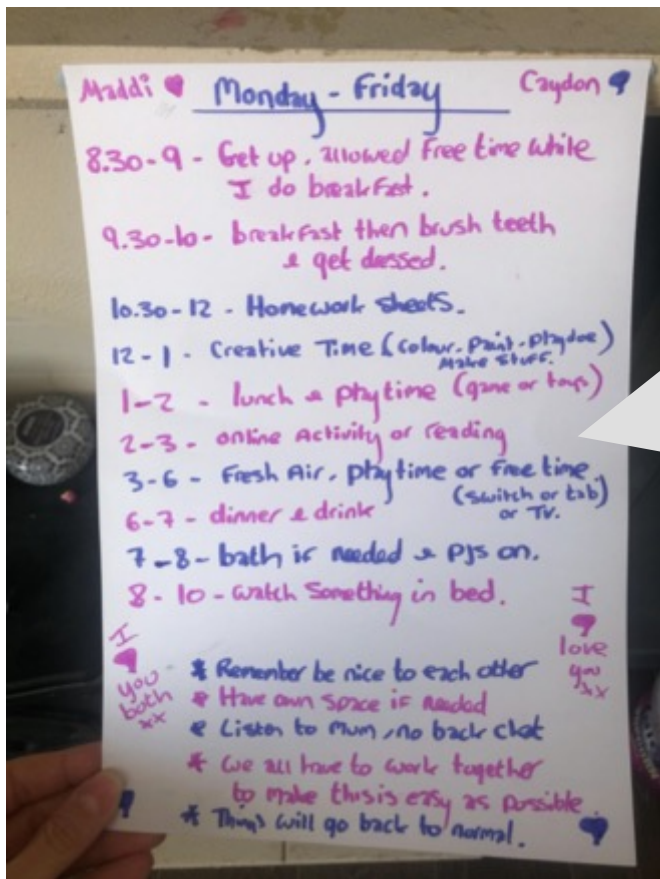 Maddi
Monday - Friday
Caydon
8.30-9 - Get up, allowed Free time while
I do breakfast.
9.30-10- breakfast then brush teeth
& get dressed.
10.30-12 - Homework sheets.
12-1 - Creative Time (Colour-Paint-Playdoe)
Make stuff.
1-2 - lunch & playtime (game or toys)
2-3 - online Activity or reading
3-6 - Fresh Air, playtime or free time.
(switch or tab)
or TV.
6-7 - dinner & drink
7-8 - bath if needed & PJs on.
8-10 - watch something in bed.
I
you
both
xx
I
love
you
xx
* Remember be nice to each other
* Have own space if needed
* Listen to Mum, no back chat
* We all have to work together
to make this is easy as possible.
* Things will go back to normal.